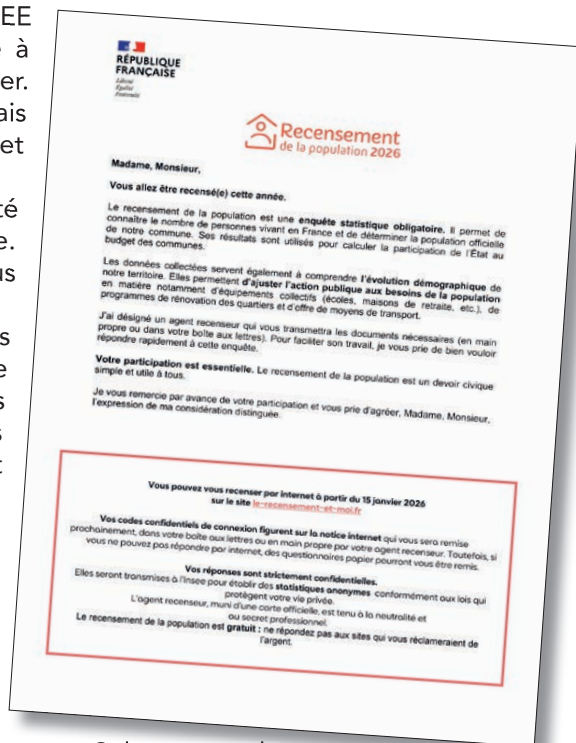 EE
à
er.
ais
et
té
e.
us
s
e
s
s
t
RÉPUBLIQUE
FRANÇAISE
Liberté
Égalité
Fraternité
Recensement
de la population 2026
Madame, Monsieur,
Vous allez être recensé(e) cette année.
Le recensement de la population est une enquête statistique obligatoire. Il permet de
connaître le nombre de personnes vivant en France et de déterminer la population officielle
de notre commune. Ses résultats sont utilisés pour calculer la participation de l'État au
budget des communes.
Les données collectées servent également à comprendre l'évolution démographique de
notre territoire. Elles permettent d'ajuster l'action publique aux besoins de la population
en matière notamment d'équipements collectifs (écoles, maisons de retraite, etc.), de
programmes de rénovation des quartiers et d'offre de moyens de transport.
J'ai désigné un agent recenseur qui vous transmettra les documents nécessaires (en main
propre ou dans votre boîte aux lettres). Pour faciliter son travail, je vous prie de bien vouloir
répondre rapidement à cette enquête.
Votre participation est essentielle. Le recensement de la population est un devoir civique
simple et utile à tous.
Je vous remercie par avance de votre participation et vous prie d'agréer, Madame, Monsieur,
l'expression de ma considération distinguée.
Vous pouvez vous recenser par internet à partir du 15 janvier 2026
sur le site le-recensement-et-moi.fr
Vos codes confidentiels de connexion figurent sur la notice internet qui vous sera remise
prochainement, dans votre boîte aux lettres ou en main propre par votre agent recenseur. Toutefois, si
vous ne pouvez pas répondre par internet, des questionnaires papier pourront vous être remis.
Vos réponses sont strictement confidentielles.
Elles seront transmises à l'Insee pour établir des statistiques anonymes conformément aux lois qui
protègent votre vie privée.
L'agent recenseur, muni d'une carte officielle, est tenu à la neutralité et
au secret professionnel.
Le recensement de la population est gratuit : ne répondez pas aux sites qui vous réclameraient de
l'argent.